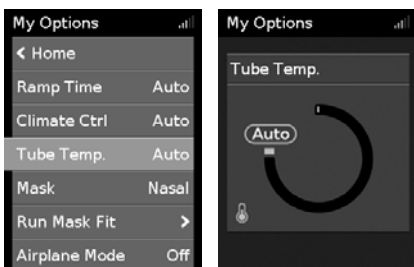 My Options
< Home
Ramp Time Auto
Climate Ctrl Auto
Tube Temp. Auto
Mask Nasal
Run Mask Fit >
Airplane Mode Off
My Options
Tube Temp.
Auto